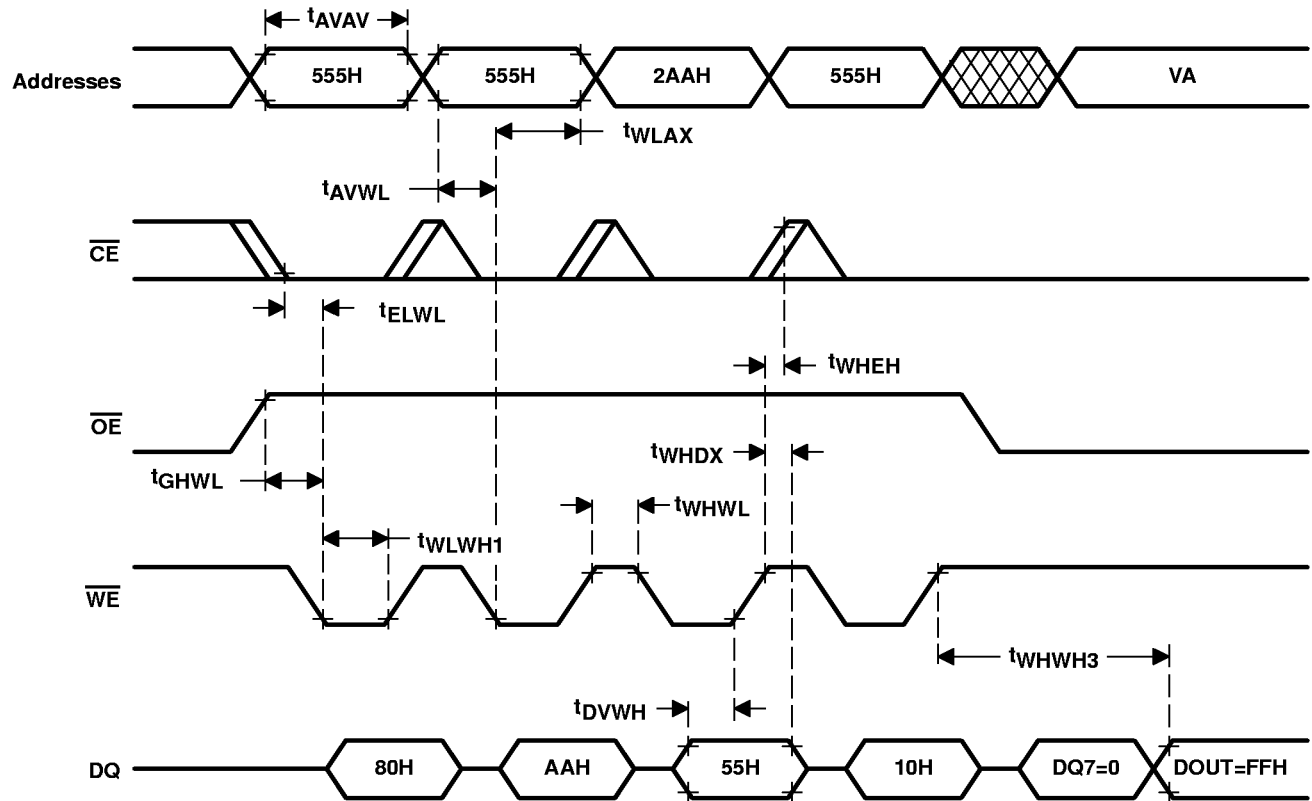 tAVAV
Addresses 555H 555H 2AAH 555H VA
tWLAX
tAVWL
CE
tELWL
tWHEH
OE
tWHDX
tGHWL
tWHWL
tWLWH1
WE
tWHWH3
tDVWH
DQ 80H AAH 55H 10H DQ7=0 DOUT=FFH